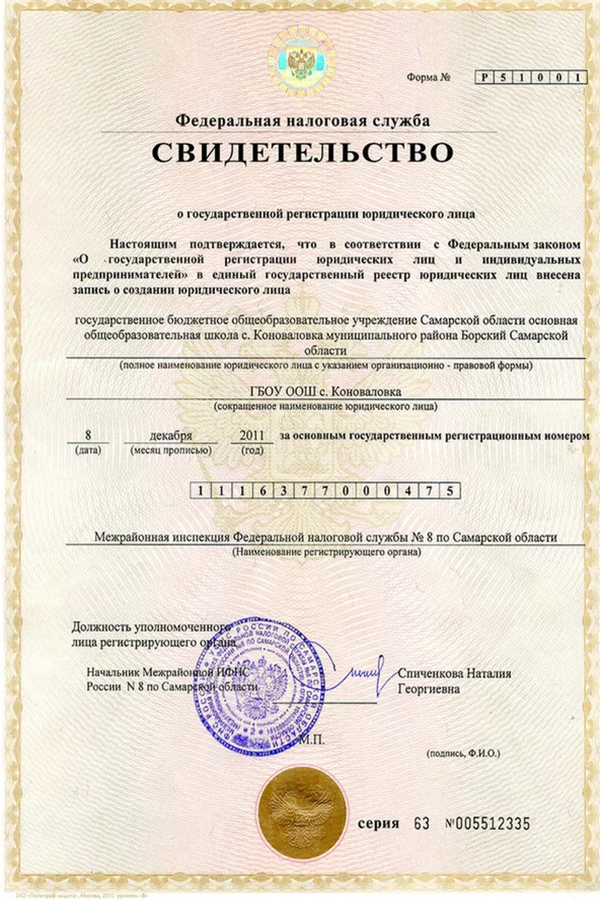 Форма № Р 5 1 0 0 1
Федеральная налоговая служба
СВИДЕТЕЛЬСТВО
о государственной регистрации юридического лица
Настоящим подтверждается, что в соответствии с Федеральным законом
«О государственной регистрации юридических лиц и индивидуальных
предпринимателей» в единый государственный реестр юридических лиц внесена
запись о создании юридического лица
государственное бюджетное общеобразовательное учреждение Самарской области основная
общеобразовательная школа с. Коноваловка муниципального района Борский Самарской
области
(полное наименование юридического лица с указанием организационно - правовой формы)
ГБОУ ООШ с. Коноваловка
(сокращенное наименование юридического лица)
8 декабря 2011 за основным государственным регистрационным номером
(дата) (месяц прописью) (год)
1 1 1 6 3 7 7 0 0 0 4 7 5
Межрайонная инспекция Федеральной налоговой службы № 8 по Самарской области
(Наименование регистрирующего органа)
Должность уполномоченного
лица регистрирующего органа
Начальник Межрайонной ИФНС
России N 8 по Самарской области
Спиченкова Наталия
Георгиевна
М.П.
(подпись, Ф.И.О.)
серия 63 №005512335